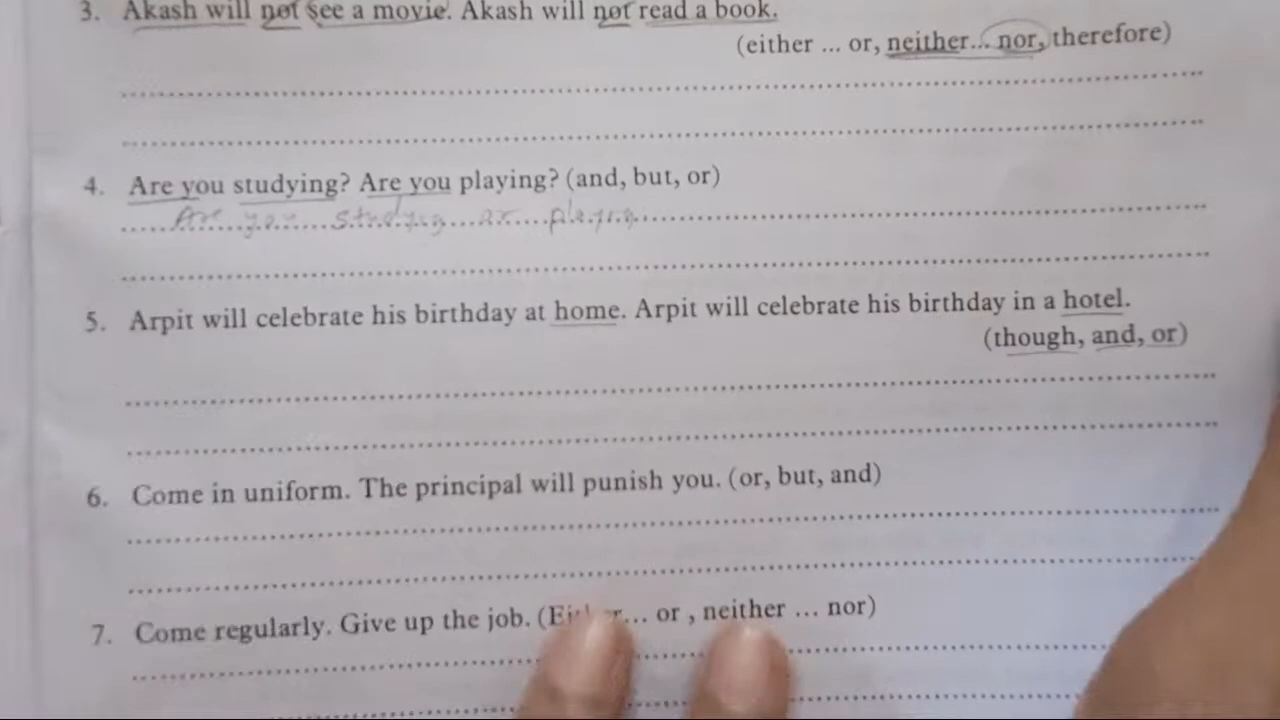 3. Akash will not see a movie. Akash will not read a book.
(either ... or, neither... nor, therefore)
4. Are you studying? Are you playing? (and, but, or)
Are you studying or playing
5. Arpit will celebrate his birthday at home. Arpit will celebrate his birthday in a hotel.
(though, and, or)
6. Come in uniform. The principal will punish you. (or, but, and)
7. Come regularly. Give up the job. (Either... or , neither ... nor)